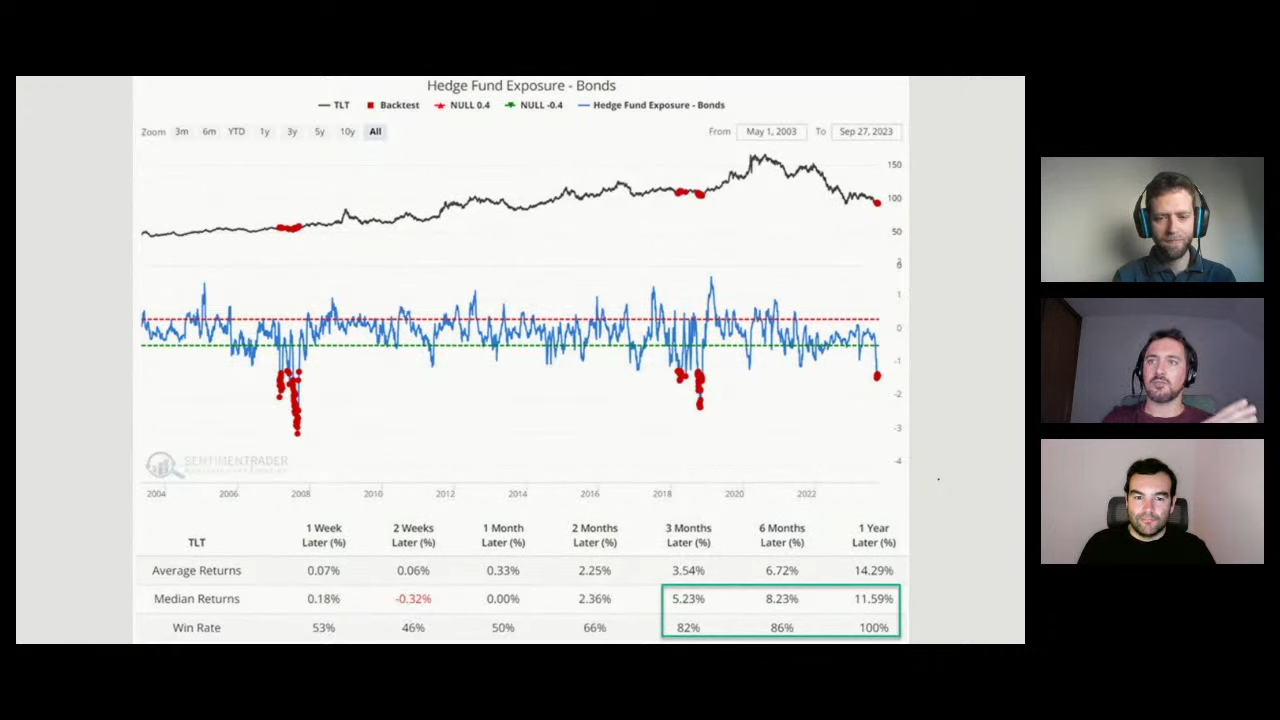 Hedge Fund Exposure - Bonds
TLT Backtest NULL 0.4 NULL -0.4 Hedge Fund Exposure - Bonds
Zoom 3m 6m YTD 1y 3y 5y 10y All From May 1, 2003 To Sep 27, 2023
150
100
50
0
2
1
0
-1
-2
-3
-4
SENTIMENTRADER
2004 2006 2008 2010 2012 2014 2016 2018 2020 2022
1 Week 2 Weeks 1 Month 2 Months 3 Months 6 Months 1 Year
TLT Later (%) Later (%) Later (%) Later (%) Later (%) Later (%) Later (%)
Average Returns 0.07% 0.06% 0.33% 2.25% 3.54% 6.72% 14.29%
Median Returns 0.18% -0.32% 0.00% 2.36% 5.23% 8.23% 11.59%
Win Rate 53% 46% 50% 66% 82% 86% 100%